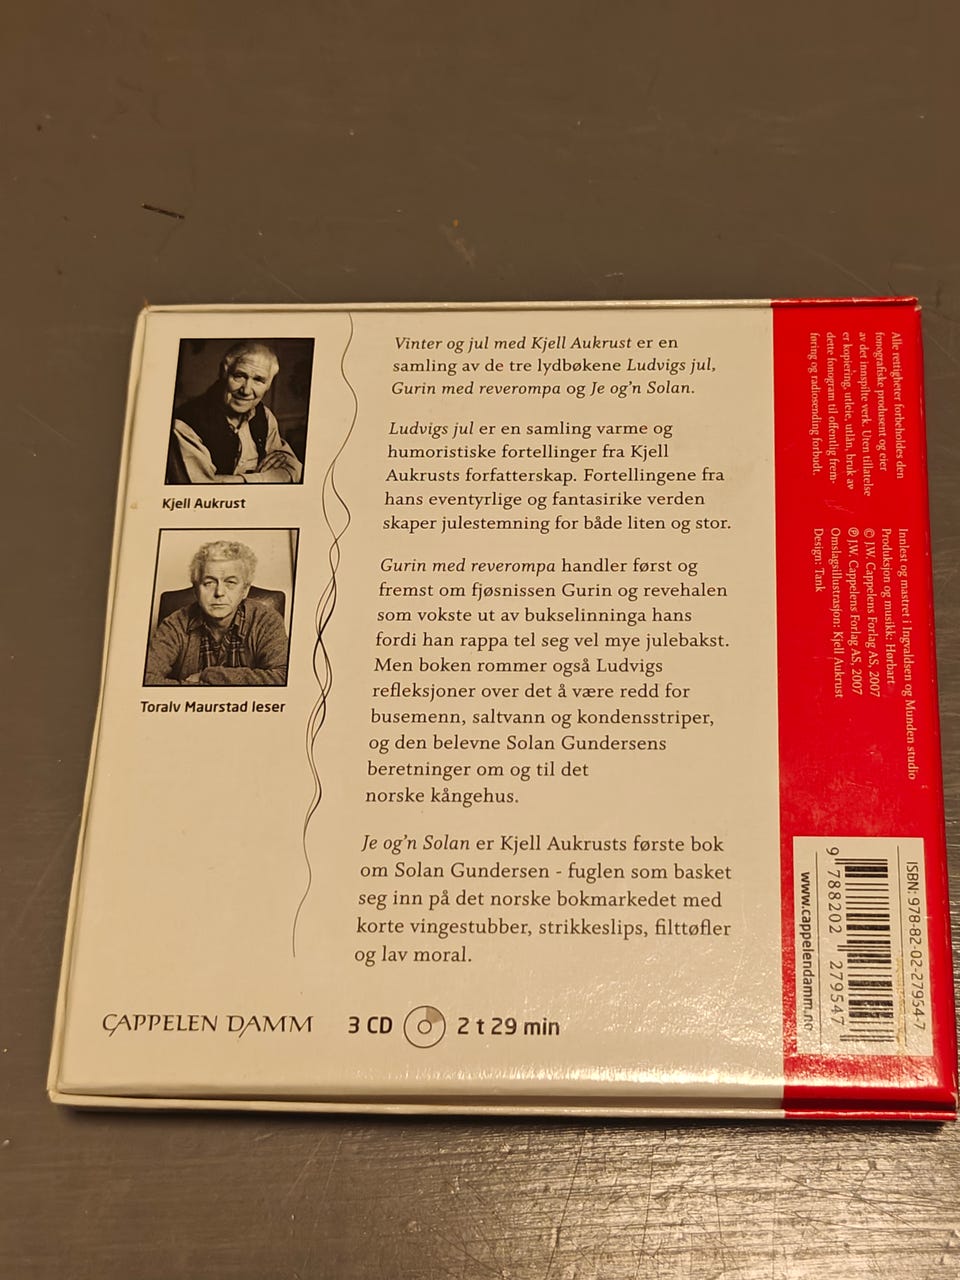 Kjell Aukrust
Toralv Maurstad leser
Vinter og jul med Kjell Aukrust er en
samling av de tre lydbøkene Ludvigs jul,
Gurin med reverompa og Je og'n Solan.
Ludvigs jul er en samling varme og
humoristiske fortellinger fra Kjell
Aukrusts forfatterskap. Fortellingene fra
hans eventyrlige og fantasirike verden
skaper julestemning for både liten og stor.
Gurin med reverompa handler først og
fremst om fjøsnissen Gurin og revehalen
som vokste ut av bukselinninga hans
fordi han rappa tel seg vel mye julebakst.
Men boken rommer også Ludvigs
refleksjoner over det å være redd for
busemenn, saltvann og kondensstriper,
og den belevne Solan Gundersens
beretninger om og til det
norske kångehus.
Je og'n Solan er Kjell Aukrusts første bok
om Solan Gundersen - fuglen som basket
seg inn på det norske bokmarkedet med
korte vingestubber, strikkeslips, filttøfler
og lav moral.
CAPPELEN DAMM
3 CD 2 t 29 min
Alle rettigheter forbeholdes den
fonografiske produsent og eier
av det innspilte verk. Uten tillatelse
er kopiering, utleie, utlån, bruk av
dette fonogram til offentlig frem-
føring og radiosending forbudt.
Innlest og mastret i Ingvaldsen og Munden studio
Produksjon og musikk: Hørbart
© J.W. Cappelens Forlag AS, 2007
℗ J.W. Cappelens Forlag AS, 2007
Omslagsillustrasjon: Kjell Aukrust
Design: Tank
ISBN: 978-82-02-27954-7
9 788202 279547
www.cappelendamm.no